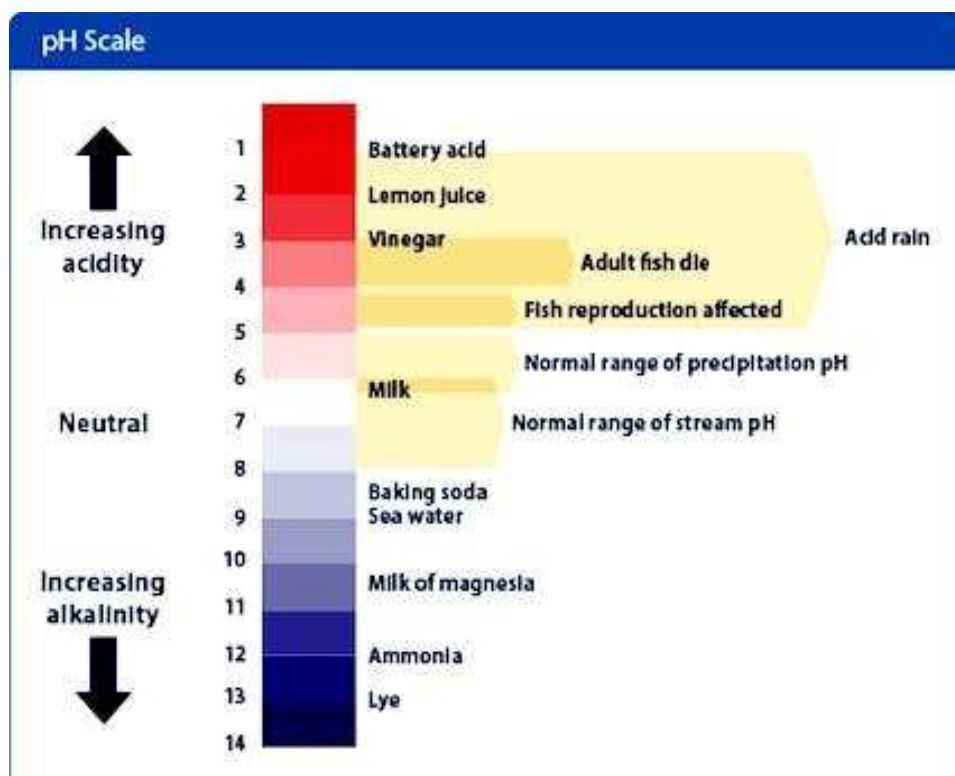 pH Scale
1
Battery acid
2
Lemon juice
Increasing
acidity
3
Vinegar
Acid rain
Adult fish die
4
Fish reproduction affected
5
Normal range of precipitation pH
6
Milk
Neutral
7
Normal range of stream pH
8
Baking soda
9
Sea water
10
Increasing
alkalinity
Milk of magnesia
11
12
Ammonia
13
Lye
14